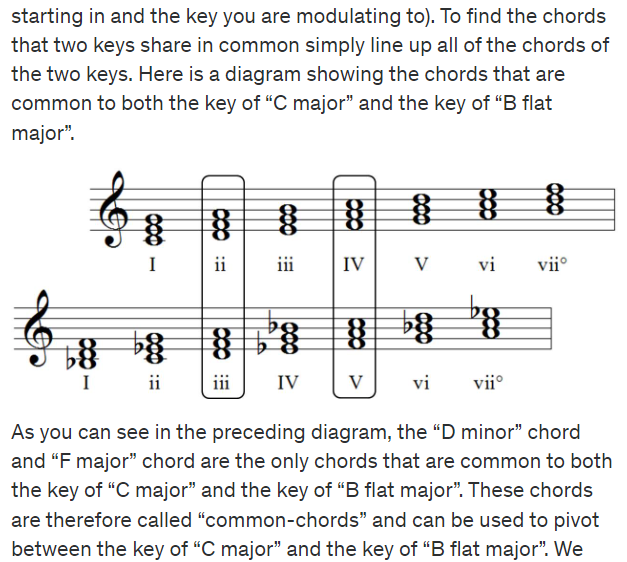 starting in and the key you are modulating to). To find the chords
that two keys share in common simply line up all of the chords of
the two keys. Here is a diagram showing the chords that are
common to both the key of “C major” and the key of “B flat
major”.
I ii iii IV V vi vii°
I ii iii IV V vi vii°
As you can see in the preceding diagram, the “D minor” chord
and “F major” chord are the only chords that are common to both
the key of “C major” and the key of “B flat major”. These chords
are therefore called “common-chords” and can be used to pivot
between the key of “C major” and the key of “B flat major”. We